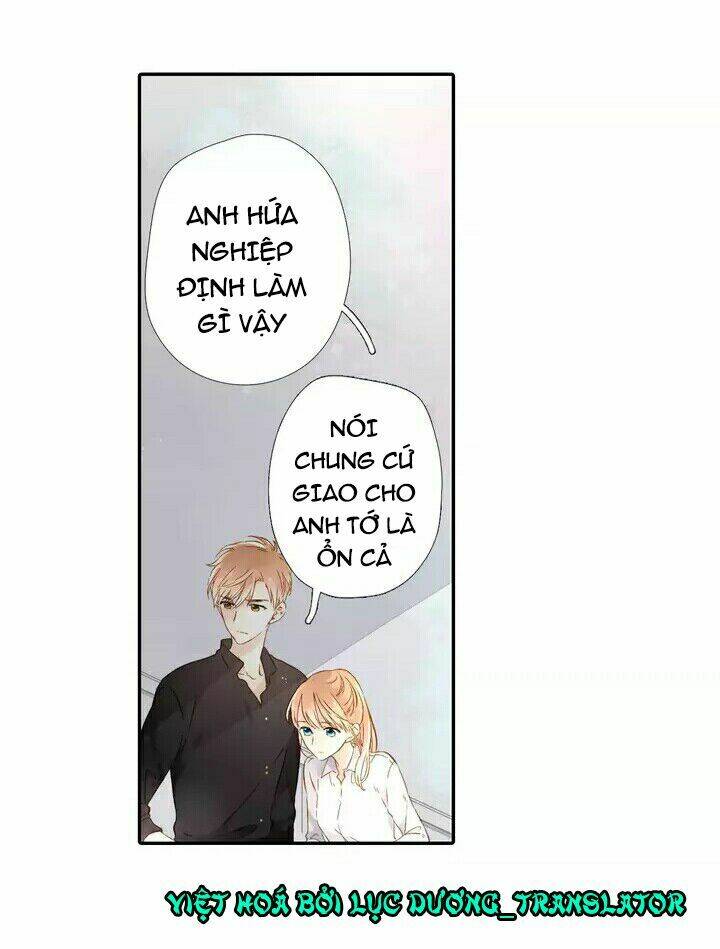 ANH HỨA
NGHIỆP
ĐỊNH LÀM
GÌ VẬY
NÓI
CHUNG CỨ
GIAO CHO
ANH TỚ LÀ
ỔN CẢ
VIỆT HOÁ BỞI LỤC DƯƠNG_TRANSLATOR